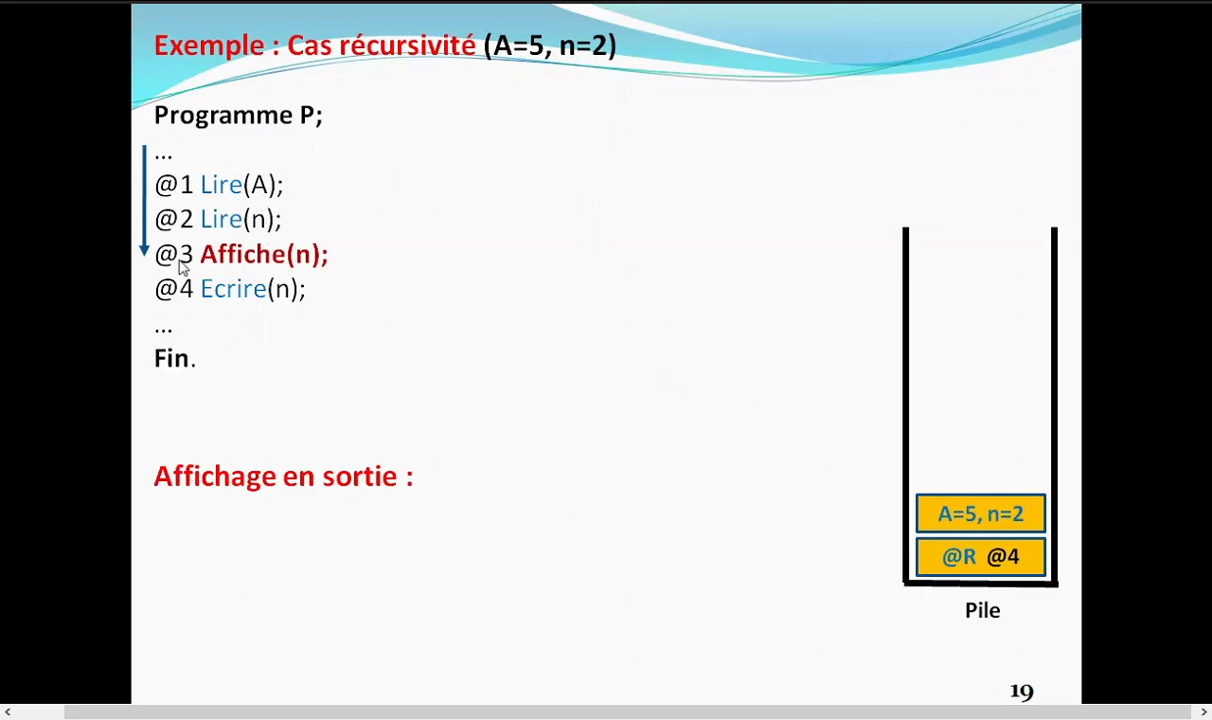 Exemple : Cas récursivité (A=5, n=2)
Programme P;
...
@1 Lire(A);
@2 Lire(n);
@3 Affiche(n);
@4 Ecrire(n);
...
Fin.
Affichage en sortie :
A=5, n=2
@R @4
Pile
19